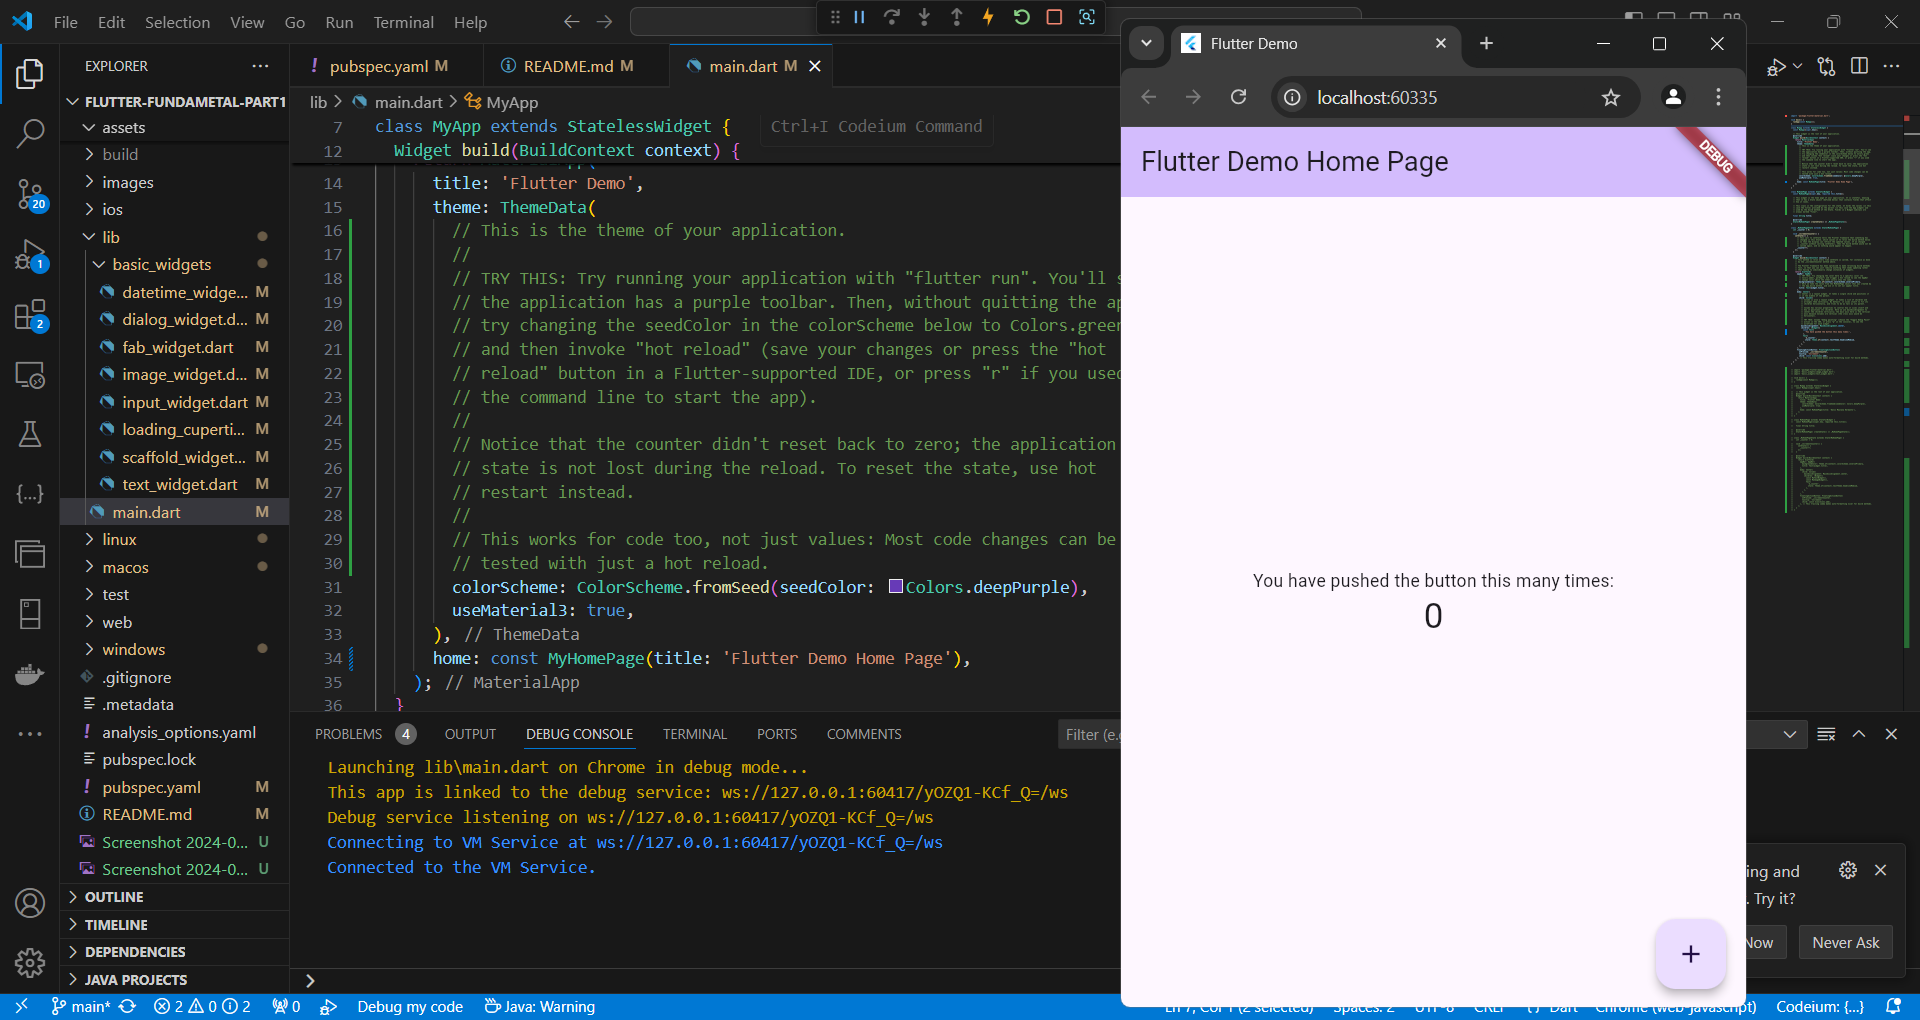 File Edit Selection View Go Run Terminal Help
EXPLORER
FLUTTER-FUNDAMETAL-PART1
assets
build
images
ios
lib
basic_widgets
datetime_widge... M
dialog_widget.d... M
fab_widget.dart M
image_widget.d... M
input_widget.dart M
loading_cuperti... M
scaffold_widget... M
text_widget.dart M
main.dart M
linux
macos
test
web
windows
.gitignore
.metadata
analysis_options.yaml
pubspec.lock
pubspec.yaml M
README.md M
Screenshot 2024-0... U
Screenshot 2024-0... U
OUTLINE
TIMELINE
DEPENDENCIES
JAVA PROJECTS
20
1
2
! pubspec.yaml M
README.md M
main.dart M
lib > main.dart > MyApp
7 class MyApp extends StatelessWidget { Ctrl+I Codeium Command
12 Widget build(BuildContext context) {
14 title: 'Flutter Demo',
15 theme: ThemeData(
16 // This is the theme of your application.
17 //
18 // TRY THIS: Try running your application with "flutter run". You'll s
19 // the application has a purple toolbar. Then, without quitting the ap
20 // try changing the seedColor in the colorScheme below to Colors.green
21 // and then invoke "hot reload" (save your changes or press the "hot
22 // reload" button in a Flutter-supported IDE, or press "r" if you used
23 // the command line to start the app).
24 //
25 // Notice that the counter didn't reset back to zero; the application
26 // state is not lost during the reload. To reset the state, use hot
27 // restart instead.
28 //
29 // This works for code too, not just values: Most code changes can be
30 // tested with just a hot reload.
31 colorScheme: ColorScheme.fromSeed(seedColor: Colors.deepPurple),
32 useMaterial3: true,
33 ), // ThemeData
34 home: const MyHomePage(title: 'Flutter Demo Home Page'),
35 ); // MaterialApp
36 }
PROBLEMS 4 OUTPUT DEBUG CONSOLE TERMINAL PORTS COMMENTS
Filter (e.g
Launching lib\main.dart on Chrome in debug mode...
This app is linked to the debug service: ws://127.0.0.1:60417/yOZQ1-KCf_Q=/ws
Debug service listening on ws://127.0.0.1:60417/yOZQ1-KCf_Q=/ws
Connecting to VM Service at ws://127.0.0.1:60417/yOZQ1-KCf_Q=/ws
Connected to the VM Service.
Flutter Demo
localhost:60335
Flutter Demo Home Page
DEBUG
You have pushed the button this many times:
0
+
ing and
. Try it?
Now
Never Ask
main* 2 0 2 0 Debug my code Java: Warning
Ln 7, Col 1 (2 selected) Spaces: 2 UTF-8 CRLF {} Dart Chrome (web-javascript) Codeium: {...}